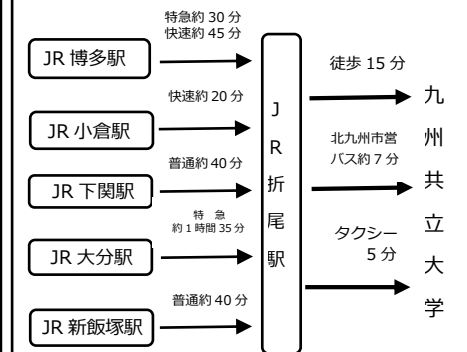 特急約 30 分
快速約 45 分
JR 博多駅
快速約 20 分
JR 小倉駅
普通約 40 分
JR 下関駅
特　急
約 1 時間 35 分
JR 大分駅
普通約 40 分
JR 新飯塚駅
JR折尾駅
徒歩 15 分
北九州市営
バス約 7 分
タクシー
5 分
九州共立大学